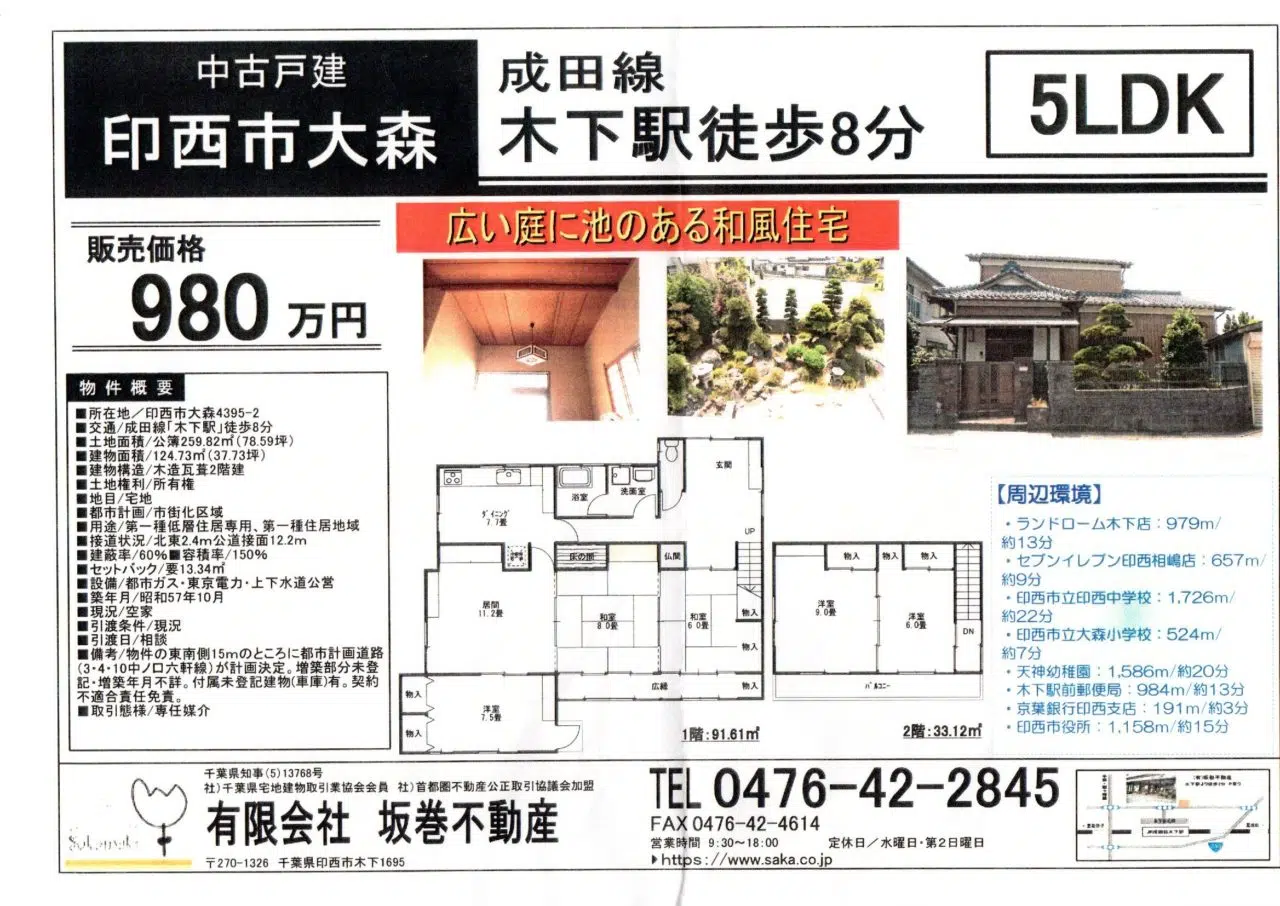 中古戸建
印西市大森
成田線
木下駅徒歩8分
5LDK
販売価格
980 万円
広い庭に池のある和風住宅
物件概要
■所在地/印西市大森4395-2
■交通/成田線「木下駅」徒歩8分
■土地面積/公簿259.82㎡(78.59坪)
■建物面積/124.73㎡(37.73坪)
■建物構造/木造瓦葺2階建
■土地権利/所有権
■地目/宅地
■都市計画/市街化区域
■用途/第一種低層住居専用、第一種住居地域
■接道状況/北東2.4m公道接面12.2m
■建蔽率/60%■容積率/150%
■セットバック/要13.34㎡
■設備/都市ガス・東京電力・上下水道公営
■築年月/昭和57年10月
■現況/空家
■引渡条件/現況
■引渡日/相談
■備考/物件の東南側15mのところに都市計画道路
(3・4・10中ノ口六軒線)が計画決定。増築部分未登
記・増築年月不詳。付属未登記建物(車庫)有。契約
不適合責任免責。
■取引態様/専任媒介
ダイニング
7.7畳
浴室
洗面室
玄関
UP
床の間
仏間
居間
11.2畳
和室
8.0畳
和室
6.0畳
物入
物入
広縁
物入
物入
物入
洋室
7.5畳
1階:91.61㎡
物入
物入
物入
洋室
9.0畳
洋室
6.0畳
DN
バルコニー
2階:33.12㎡
【周辺環境】
・ランドローム木下店:979m/
約13分
・セブンイレブン印西相嶋店:657m/
約9分
・印西市立印西中学校:1,726m/
約22分
・印西市立大森小学校:524m/
約7分
・天神幼稚園:1,586m/約20分
・木下駅前郵便局:984m/約13分
・京葉銀行印西支店:191m/約3分
・印西市役所:1,158m/約15分
Sakamaki
千葉県知事(5)13768号
社)千葉県宅地建物取引業協会会員 社)首都圏不動産公正取引協議会加盟
有限会社 坂巻不動産
〒270-1326 千葉県印西市木下1695
TEL 0476-42-2845
FAX 0476-42-4614
営業時間 9:30~18:00 定休日/水曜日・第2日曜日
https://www.saka.co.jp